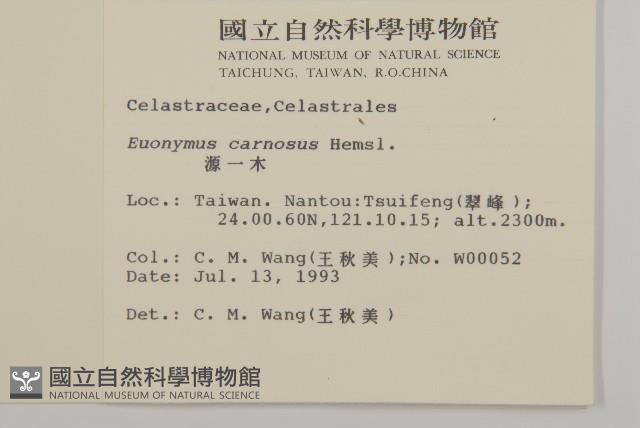 國立自然科學博物館
NATIONAL MUSEUM OF NATURAL SCIENCE
TAICHUNG, TAIWAN, R.O.CHINA
Celastraceae,Celastrales
Euonymus carnosus Hemsl.
源一木
Loc.: Taiwan. Nantou:Tsuifeng(翠峰);
24.00.60N,121.10.15; alt.2300m.
Col.: C. M. Wang(王秋美);No. W00052
Date: Jul. 13, 1993
Det.: C. M. Wang(王秋美)
國立自然科學博物館
NATIONAL MUSEUM OF NATURAL SCIENCE